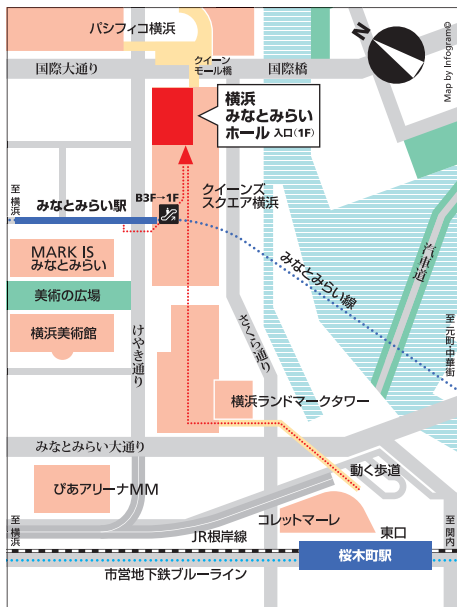 パシフィコ横浜
N
Map by Infogram©
国際大通り
クイーン
モール橋
国際橋
横浜
みなとみらい
ホール 入口(1F)
至横浜
みなとみらい駅
B3F→1F
クイーンズ
スクエア横浜
MARK IS
みなとみらい
美術の広場
横浜美術館
けやき通り
さくら通り
みなとみらい線
汽車道
至元町・中華街
横浜ランドマークタワー
みなとみらい大通り
動く歩道
ぴあアリーナMM
コレットマーレ
JR根岸線
東口
至横浜
桜木町駅
至関内
市営地下鉄ブルーライン